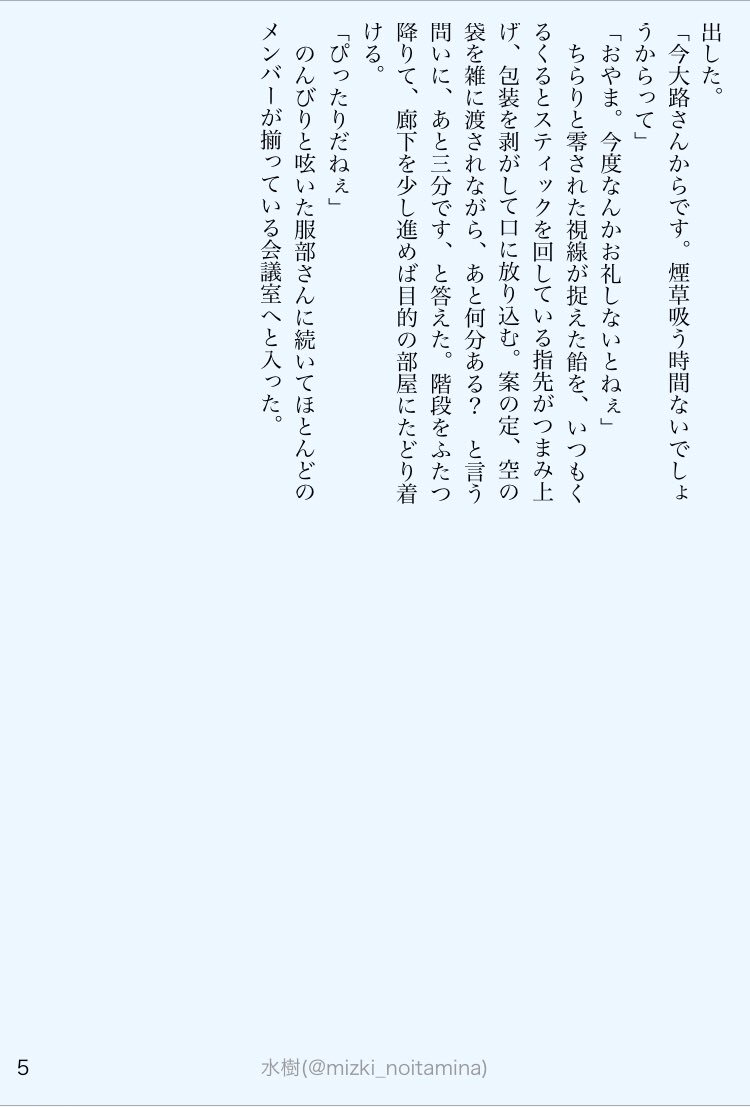 出した。
「今大路さんからです。煙草吸う時間ないでしょ
うからって」
「おやま。今度なんかお礼しないとねぇ」
　ちらりと零された視線が捉えた飴を、いつもく
るくるとスティックを回している指先がつまみ上
げ、包装を剥がして口に放り込む。案の定、空の
袋を雑に渡されながら、あと何分ある？　と言う
問いに、あと三分です、と答えた。階段をふたつ
降りて、廊下を少し進めば目的の部屋にたどり着
ける。
「ぴったりだねぇ」
　のんびりと呟いた服部さんに続いてほとんどの
メンバーが揃っている会議室へと入った。
5
水樹(@mizki_noitamina)